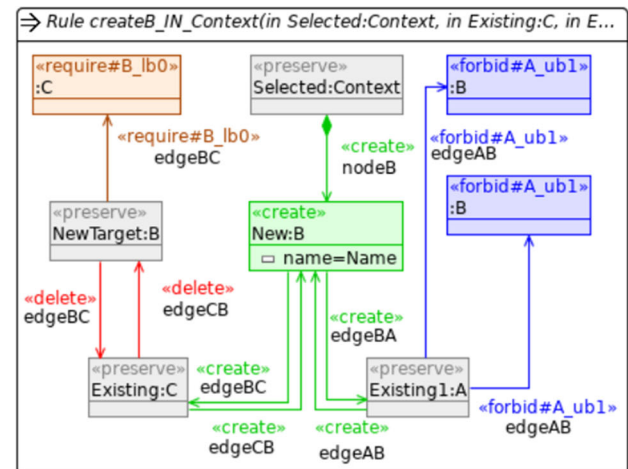 Rule createB_IN_Context(in Selected:Context, in Existing:C, in E...
«require#B_lb0»
:C
«preserve»
Selected:Context
«forbid#A_ub1»
:B
«require#B_lb0»
edgeBC
«create»
nodeB
«forbid#A_ub1»
edgeAB
«forbid#A_ub1»
:B
«preserve»
NewTarget:B
«create»
New:B
name=Name
«delete»
edgeBC
«delete»
edgeCB
«create»
edgeBA
«preserve»
Existing:C
«create»
edgeBC
«preserve»
Existing1:A
«create»
edgeCB
«create»
edgeAB
«forbid#A_ub1»
edgeAB